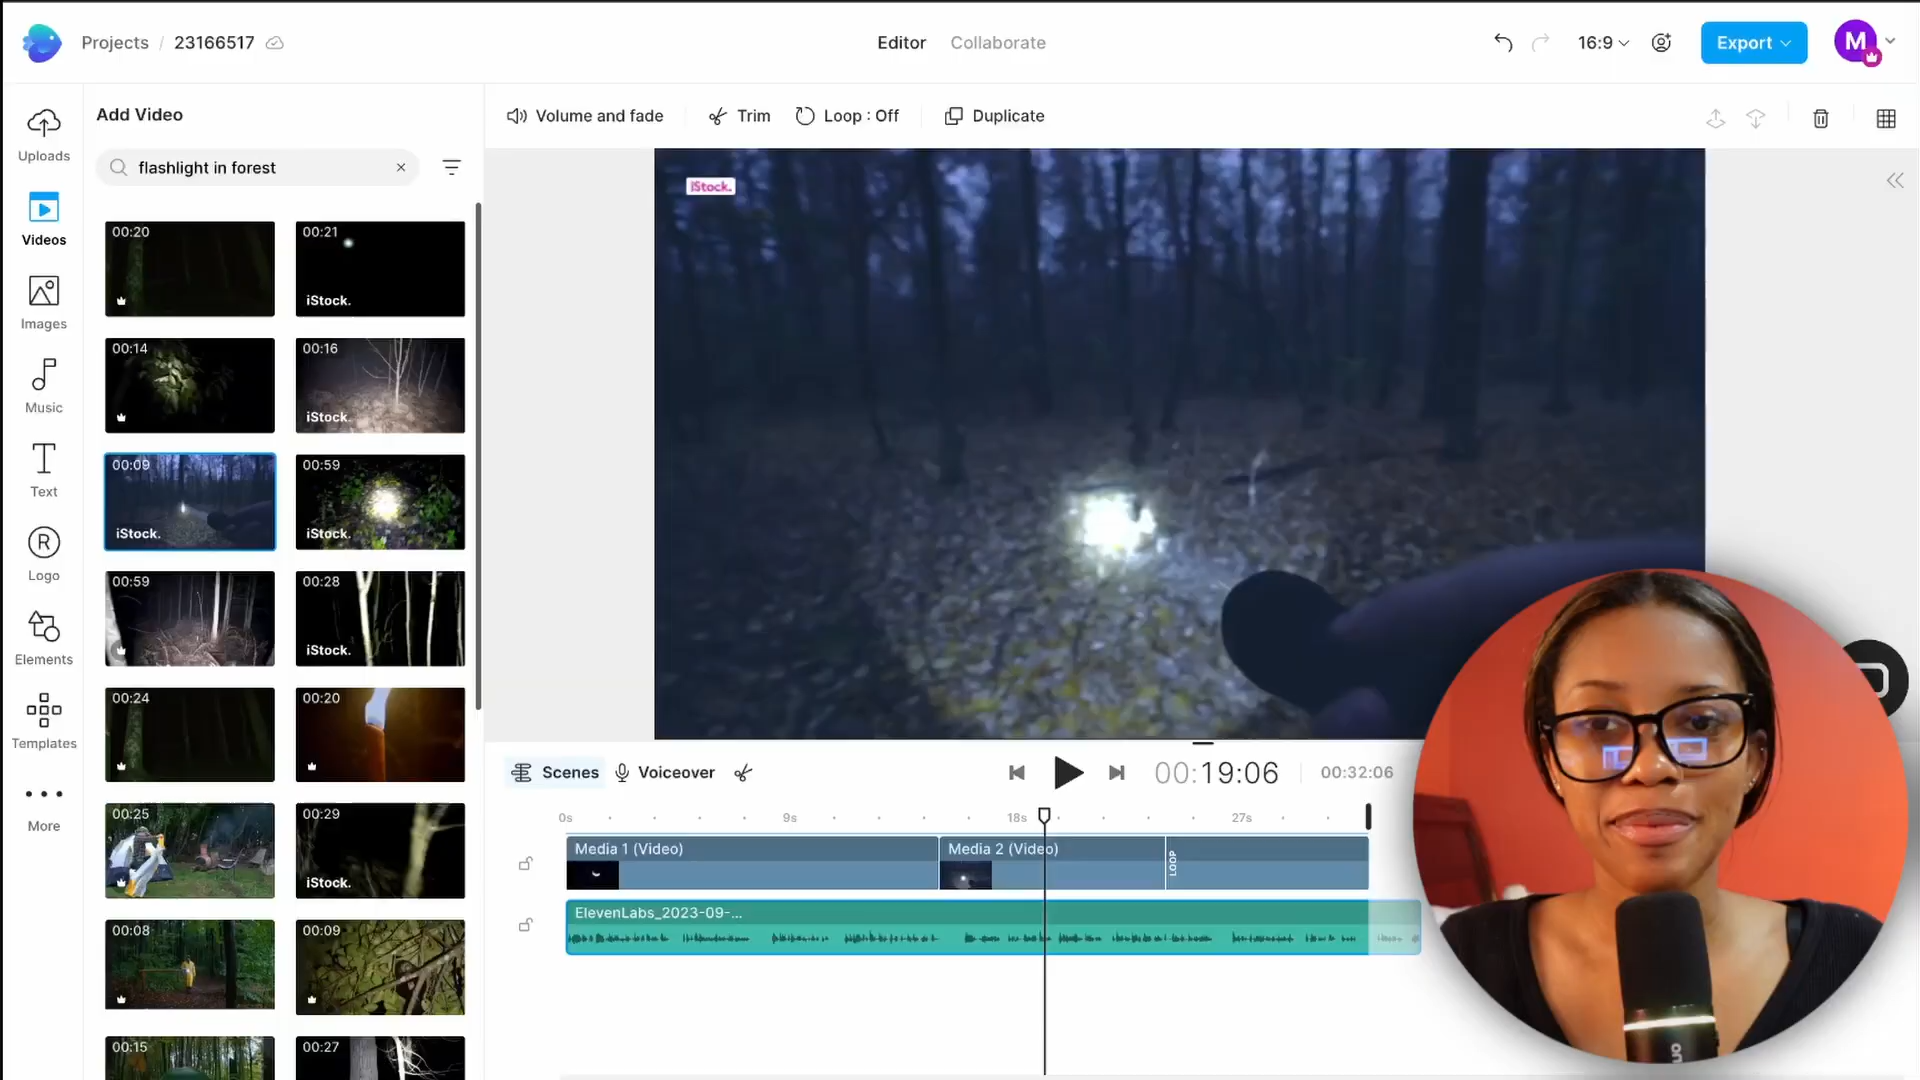 Projects / 23166517
Editor
Collaborate
16:9
Export
M
Uploads
Videos
Images
Music
Text
Logo
Elements
Templates
More
Add Video
flashlight in forest
00:20
00:21
iStock.
00:14
00:16
iStock.
00:09
iStock.
00:59
iStock.
00:59
00:28
iStock.
00:24
00:20
00:25
00:29
iStock.
00:08
00:09
00:15
00:27
Volume and fade
Trim
Loop : Off
Duplicate
iStock.
Scenes
Voiceover
00:19:06
00:32:06
0s
9s
18s
27s
Media 1 (Video)
Media 2 (Video)
LOOP
ElevenLabs_2023-09-...